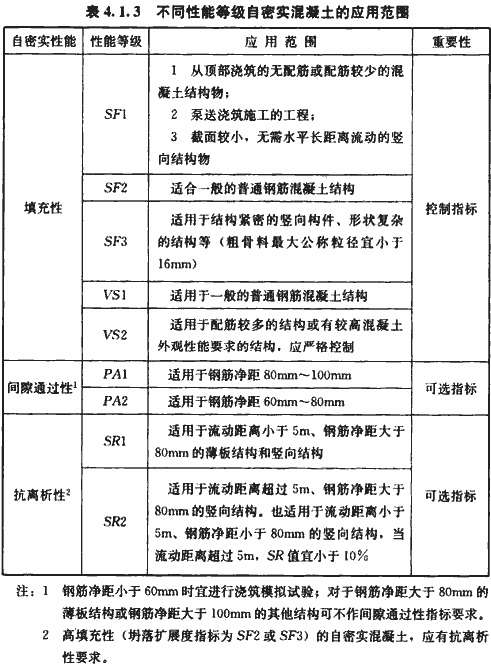 表 4.1.3 不同性能等级自密实混凝土的应用范围
自密实性能 性能等级 应用范围 重要性
填充性
SF1
1 从顶部浇筑的无配筋或配筋较少的混
凝土结构物;
2 泵送浇筑施工的工程;
3 截面较小,无需水平长距离流动的竖
向结构物
控制指标
SF2 适合一般的普通钢筋混凝土结构
SF3
适用于结构紧密的竖向构件、形状复杂
的结构等(粗骨料最大公称粒径宜小于
16mm)
VS1 适用于一般的普通钢筋混凝土结构
VS2
适用于配筋较多的结构或有较高混凝土
外观性能要求的结构,应严格控制
间隙通过性1
PA1 适用于钢筋净距 80mm~100mm
可选指标
PA2 适用于钢筋净距 60mm~80mm
抗离析性2
SR1
适用于流动距离小于 5m、钢筋净距大于
80mm 的薄板结构和竖向结构
可选指标
SR2
适用于流动距离超过 5m、钢筋净距大于
80mm 的竖向结构。也适用于流动距离小于
5m、钢筋净距小于 80mm 的竖向结构,当
流动距离超过 5m,SR 值宜小于 10%
注:1 钢筋净距小于 60mm 时宜进行浇筑模拟试验;对于钢筋净距大于 80mm 的
薄板结构或钢筋净距大于 100mm 的其他结构可不作间隙通过性指标要求。
2 高填充性(坍落扩展度指标为 SF2 或 SF3)的自密实混凝土,应有抗离析
性要求。